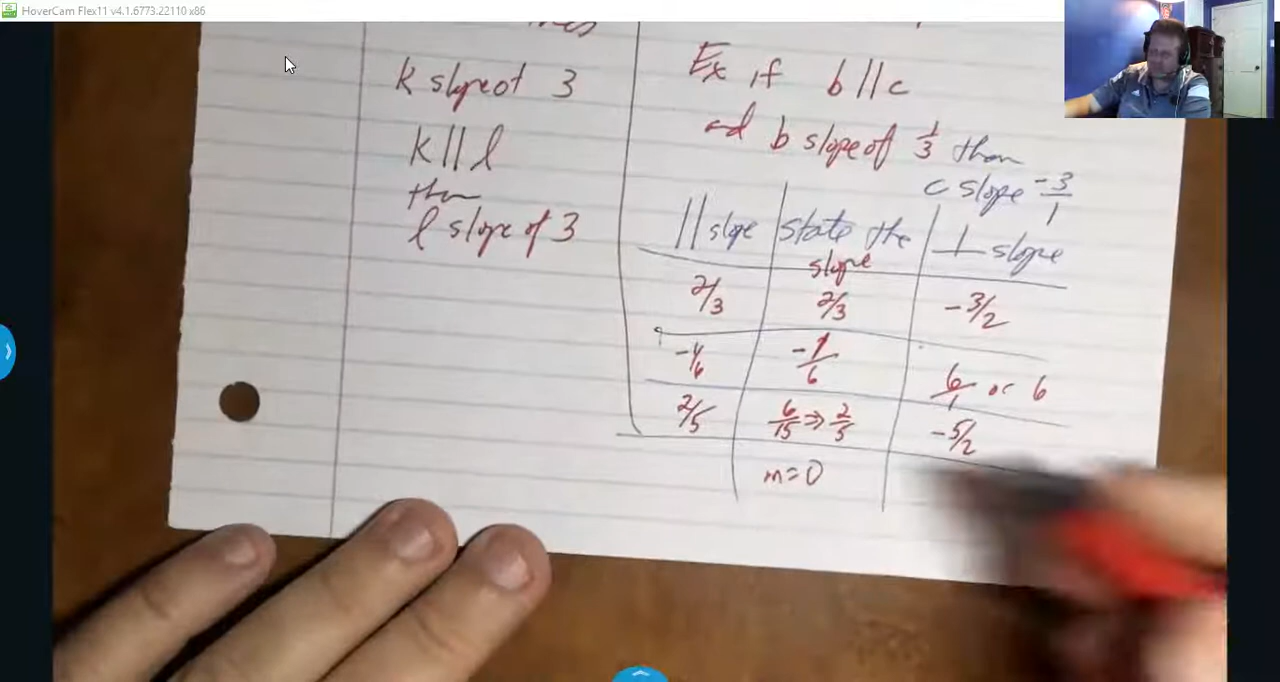 HoverCam Flex11 v4.1.6773.22110 x86
k slope of 3
k || l
then
l slope of 3
Ex if b // c
and b slope of 1/3 then
c slope -3/1
|| slope state the slope ⊥ slope
2/3 2/3 -3/2
-1/6 -1/6 6/1 or 6
2/5 6/15 ⇒ 2/5 -5/2
m=0